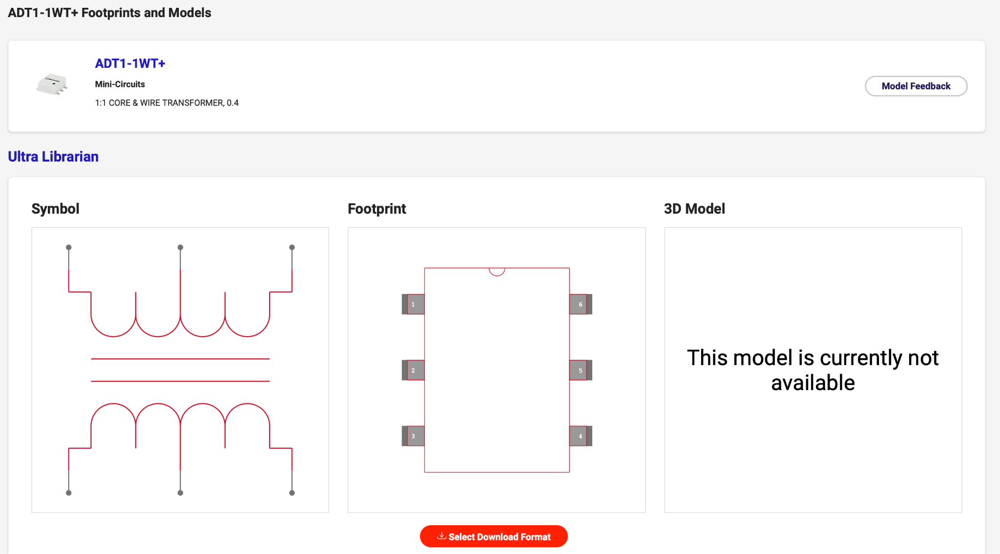 ADT1-1WT+ Footprints and Models
ADT1-1WT+
Mini-Circuits
1:1 CORE & WIRE TRANSFORMER, 0.4
Model Feedback
Ultra Librarian
Symbol
Footprint
3D Model
1
6
2
5
3
4
This model is currently not
available
Select Download Format